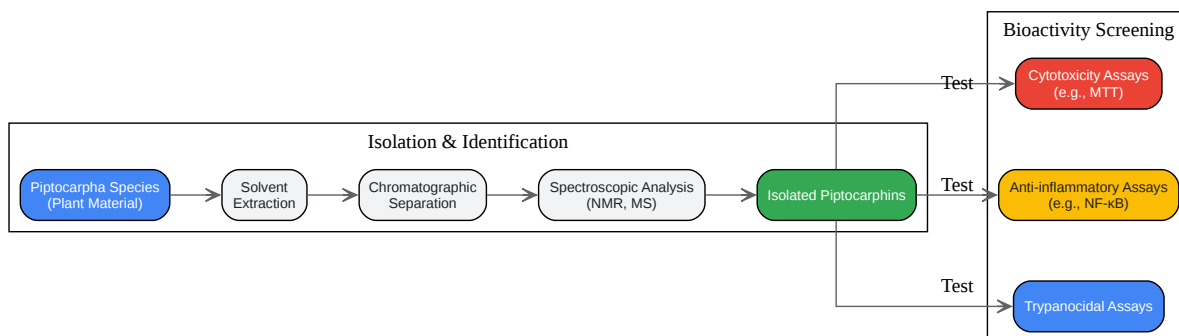 Bioactivity Screening
Cytotoxicity Assays
(e.g., MTT)
Test
Isolation & Identification
Piptocarpha Species
(Plant Material)
Solvent
Extraction
Chromatographic
Separation
Spectroscopic Analysis
(NMR, MS)
Isolated Piptocarphins
Test
Anti-inflammatory Assays
(e.g., NF-κB)
Test
Trypanocidal Assays